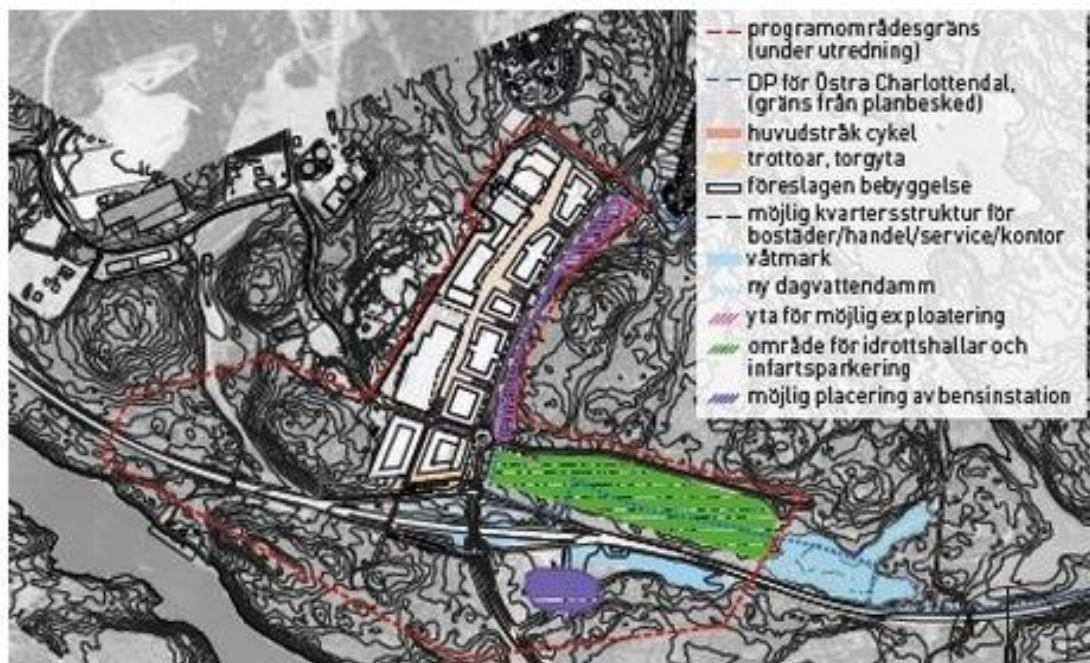 programområdesgräns
(under utredning)
DP för Östra Charlottendal,
(gräns från planbesked)
huvudstråk cykel
trottoar, torgyta
föreslagen bebyggelse
möjlig kvartersstruktur för
bostäder/handel/service/kontor
våtmark
ny dagvattendamm
yta för möjlig exploatering
område för idrottshallar och
infartsparkering
möjlig placering av bensinstation